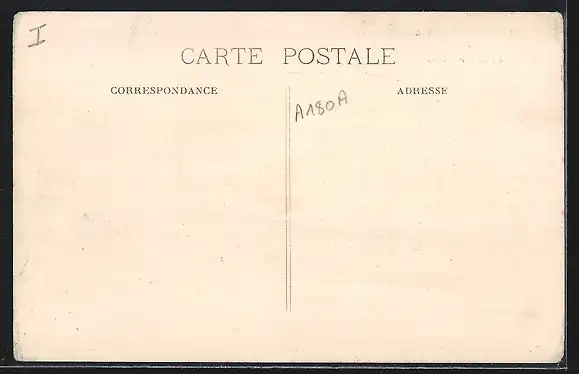 I
CARTE POSTALE
CORRESPONDANCE
ADRESSE
A180A